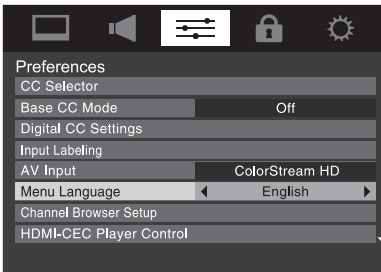 Preferences
CC Selector
Base CC Mode Off
Digital CC Settings
Input Labeling
AV Input ColorStream HD
Menu Language English
Channel Browser Setup
HDMI-CEC Player Control